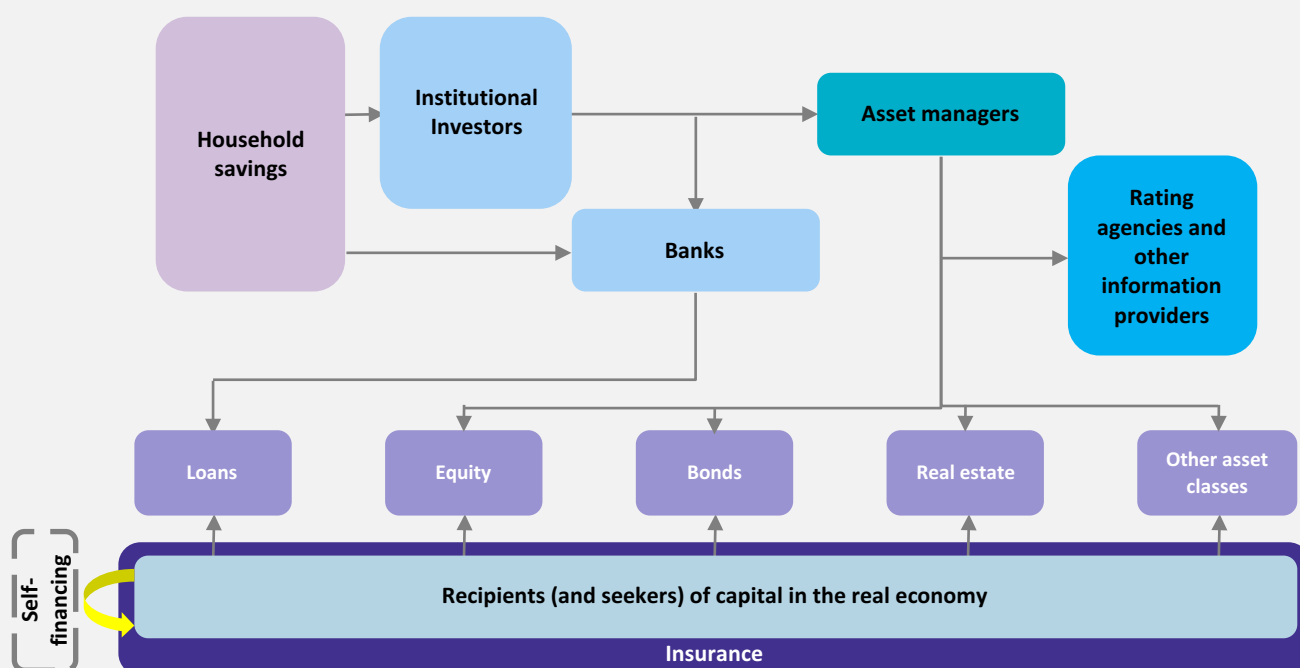 Household
savings
Institutional
Investors
Asset managers
Banks
Rating
agencies and
other
information
providers
Loans
Equity
Bonds
Real estate
Other asset
classes
Self-
financing
Recipients (and seekers) of capital in the real economy
Insurance